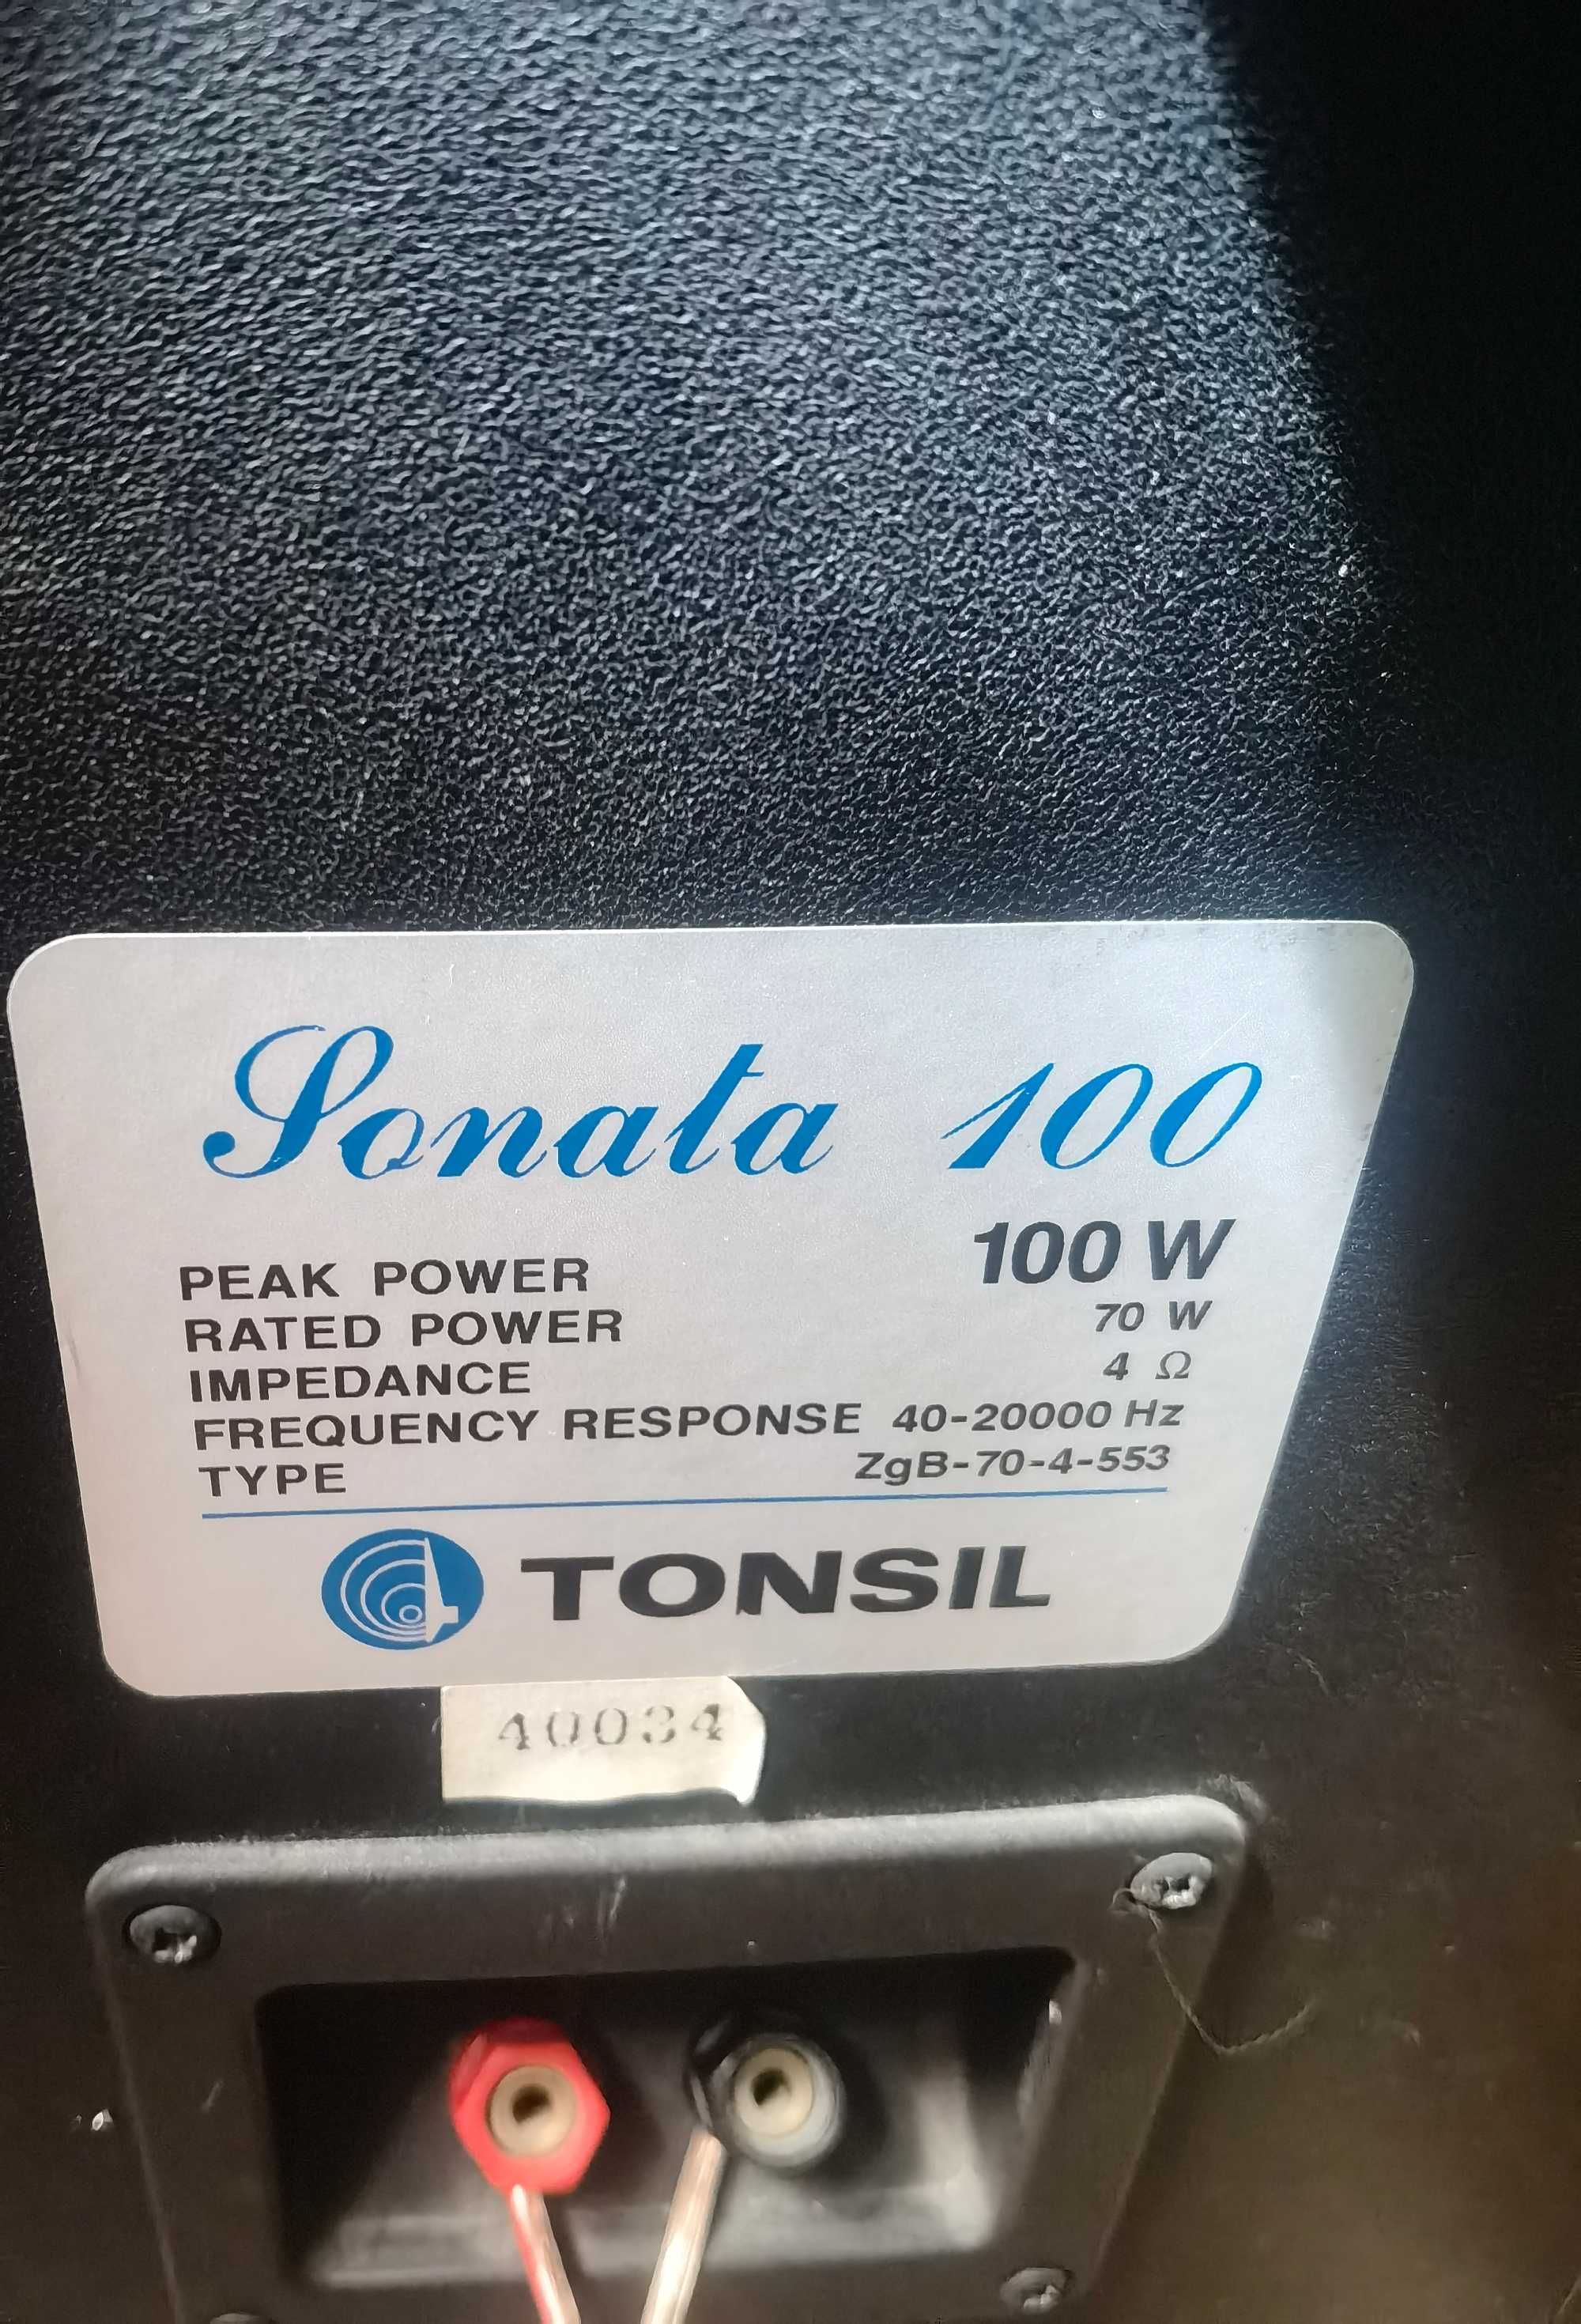 Sonata 100
PEAK POWER 100 W
RATED POWER 70 W
IMPEDANCE 4 Ω
FREQUENCY RESPONSE 40-20000 Hz
TYPE ZgB-70-4-553
TONSIL
40034